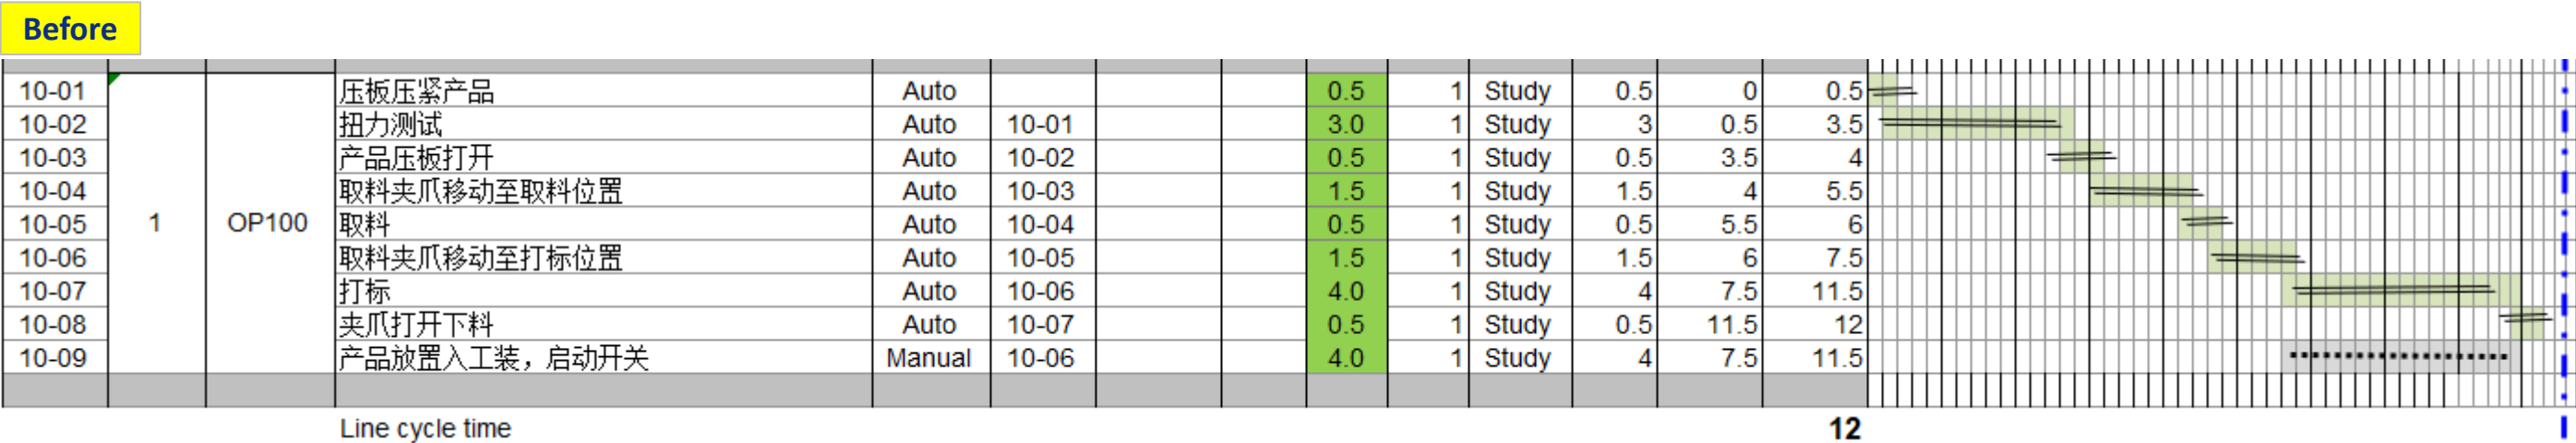 Before
10-01 压板压紧产品 Auto 0.5 1 Study 0.5 0 0.5
10-02 扭力测试 Auto 10-01 3.0 1 Study 3 0.5 3.5
10-03 产品压板打开 Auto 10-02 0.5 1 Study 0.5 3.5 4
10-04 取料夹爪移动至取料位置 Auto 10-03 1.5 1 Study 1.5 4 5.5
10-05 1 OP100 取料 Auto 10-04 0.5 1 Study 0.5 5.5 6
10-06 取料夹爪移动至打标位置 Auto 10-05 1.5 1 Study 1.5 6 7.5
10-07 打标 Auto 10-06 4.0 1 Study 4 7.5 11.5
10-08 夹爪打开下料 Auto 10-07 0.5 1 Study 0.5 11.5 12
10-09 产品放置入工装，启动开关 Manual 10-06 4.0 1 Study 4 7.5 11.5
Line cycle time 12